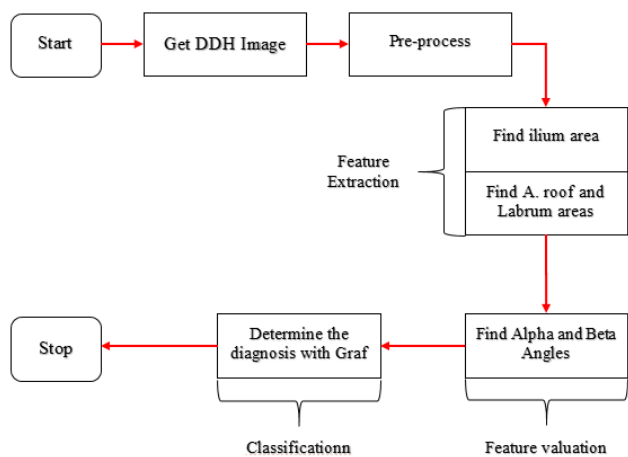 Start
Get DDH Image
Pre-process
Find ilium area
Feature
Extraction
Find A. roof and
Labrum areas
Stop
Determine the
diagnosis with Graf
Find Alpha and Beta
Angles
Classificationn
Feature valuation